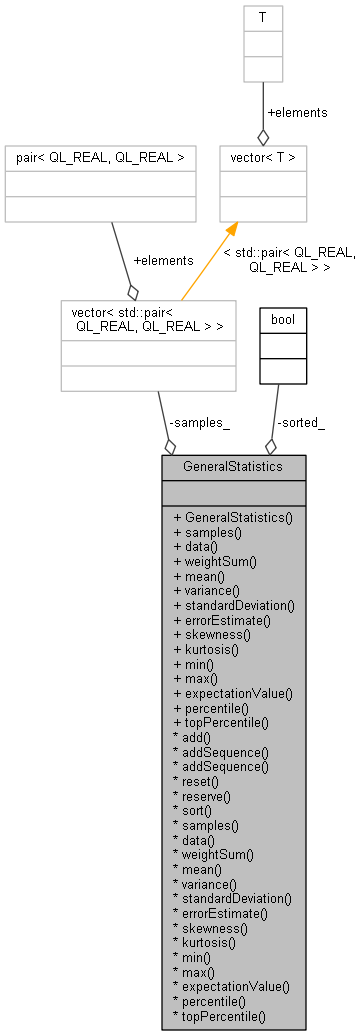 T
+elements
pair< QL_REAL, QL_REAL >
vector< T >
+elements
< std::pair< QL_REAL,
QL_REAL > >
vector< std::pair<
QL_REAL, QL_REAL > >
bool
-samples_
-sorted_
GeneralStatistics
+ GeneralStatistics()
+ samples()
+ data()
+ weightSum()
+ mean()
+ variance()
+ standardDeviation()
+ errorEstimate()
+ skewness()
+ kurtosis()
+ min()
+ max()
+ expectationValue()
+ percentile()
+ topPercentile()
* add()
* addSequence()
* addSequence()
* reset()
* reserve()
* sort()
* samples()
* data()
* weightSum()
* mean()
* variance()
* standardDeviation()
* errorEstimate()
* skewness()
* kurtosis()
* min()
* max()
* expectationValue()
* percentile()
* topPercentile()